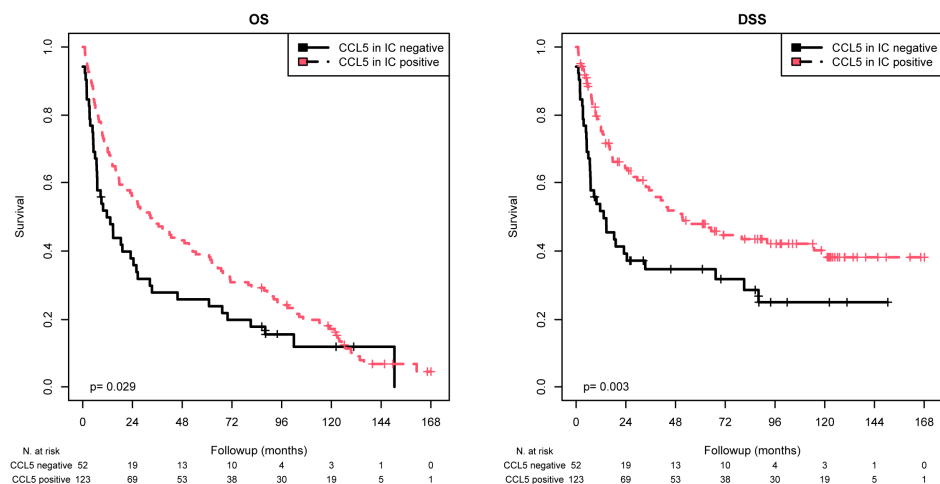 OS
CCL5 in IC negative
CCL5 in IC positive
Survival
1.0
0.8
0.6
0.4
0.2
0.0
p= 0.029
0 24 48 72 96 120 144 168
Followup (months)
N. at risk
CCL5 negative 52 19 13 10 4 3 1 0
CCL5 positive 123 69 53 38 30 19 5 1
DSS
CCL5 in IC negative
CCL5 in IC positive
Survival
1.0
0.8
0.6
0.4
0.2
0.0
p= 0.003
0 24 48 72 96 120 144 168
Followup (months)
N. at risk
CCL5 negative 52 19 13 10 4 3 1 0
CCL5 positive 123 69 53 38 30 19 5 1